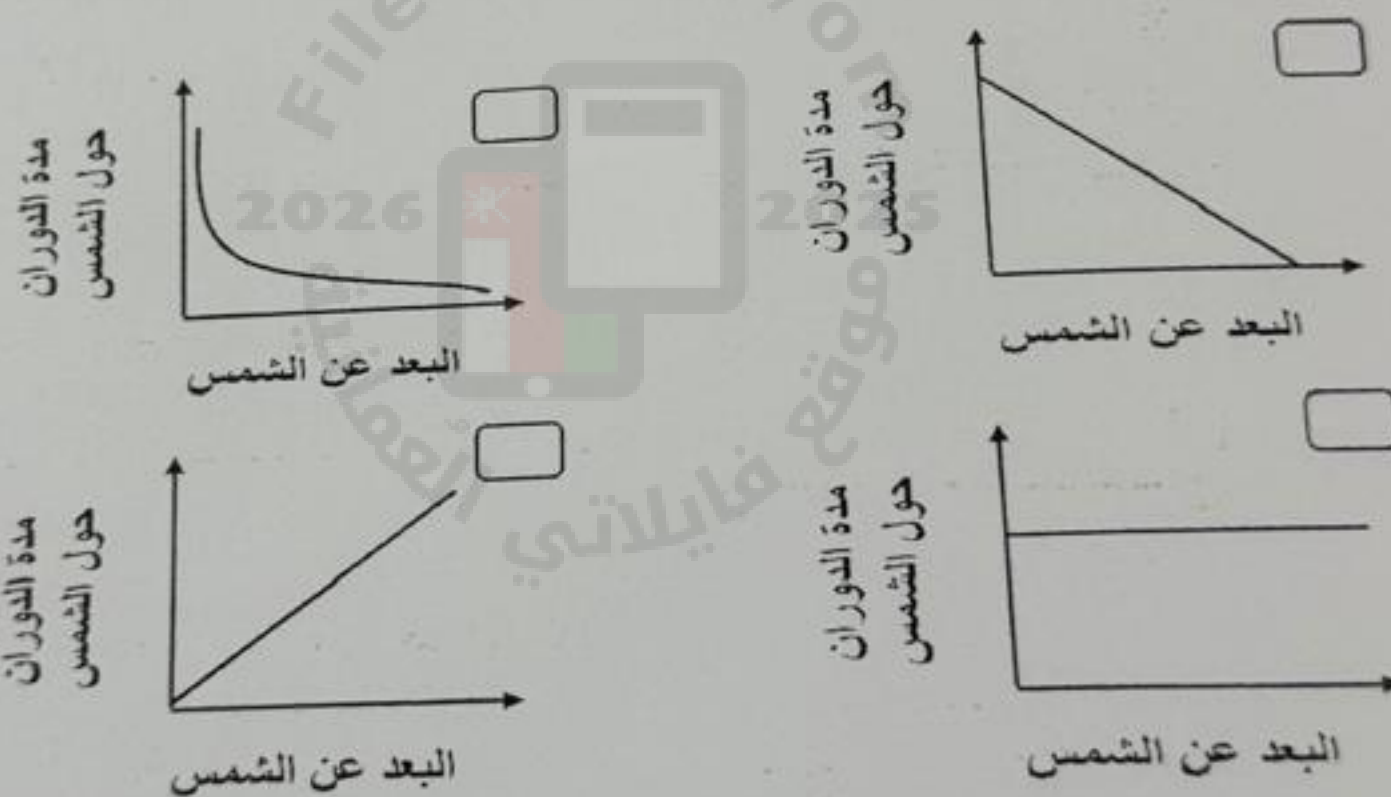 مدة الدوران
حول الشمس
البعد عن الشمس
مدة الدوران
حول الشمس
البعد عن الشمس
مدة الدوران
حول الشمس
البعد عن الشمس
مدة الدوران
حول الشمس
البعد عن الشمس
File
2026
2025
موقع فايلاتي